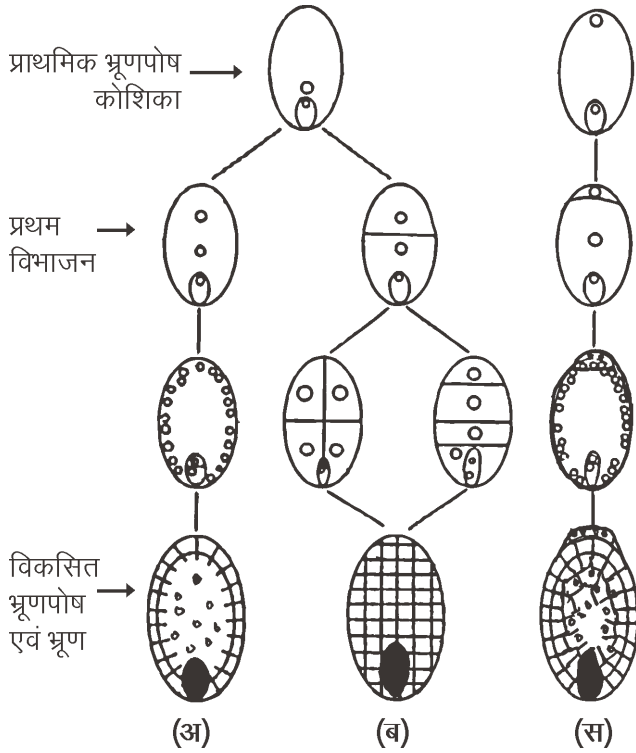 प्राथमिक भ्रूणपोष
कोशिका
प्रथम
विभाजन
विकसित
भ्रूणपोष
एवं भ्रूण
(अ) (ब) (स)